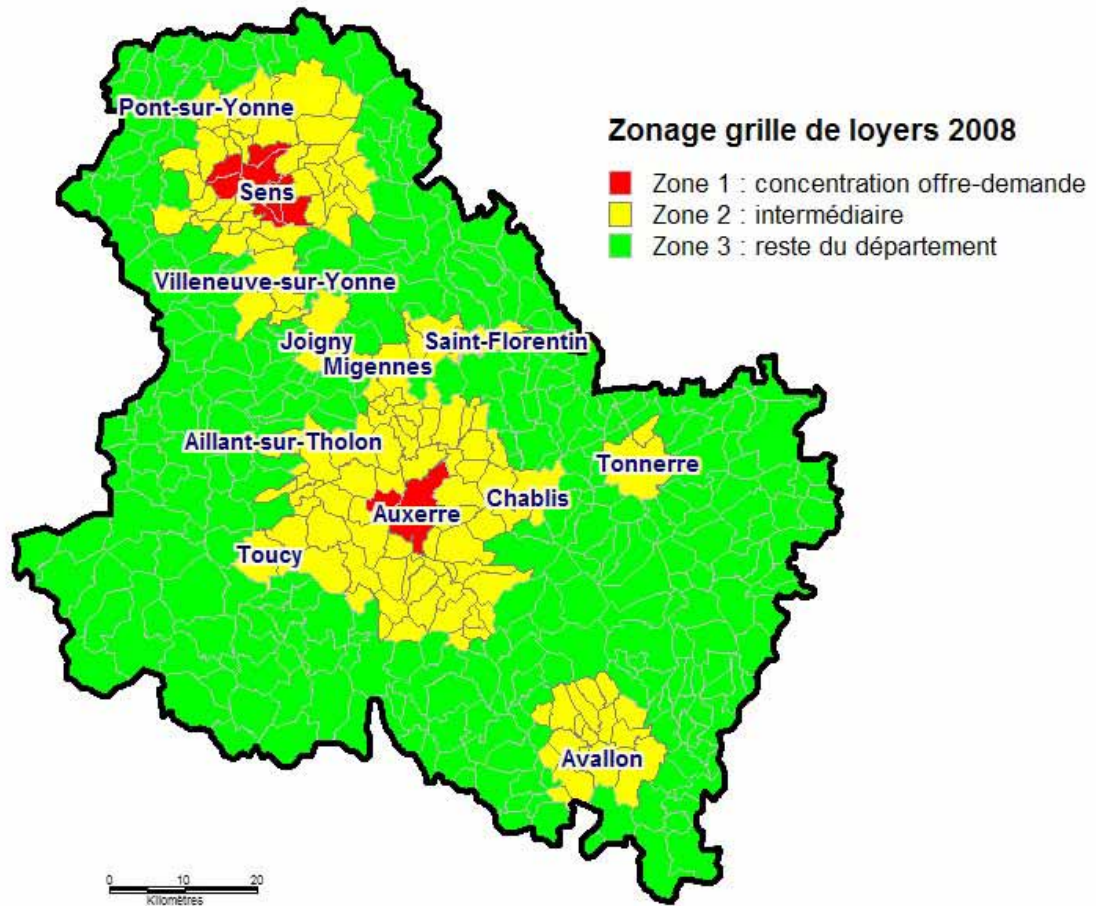 Pont-sur-Yonne
Zonage grille de loyers 2008
Zone 1 : concentration offre-demande
Sens
Zone 2 : intermédiaire
Zone 3 : reste du département
Villeneuve-sur-Yonne
Joigny
Saint-Florentin
Migennes
Aillant-sur-Tholon
Tonnerre
Chablis
Auxerre
Toucy
Avallon
0 10 20
Kilomètres